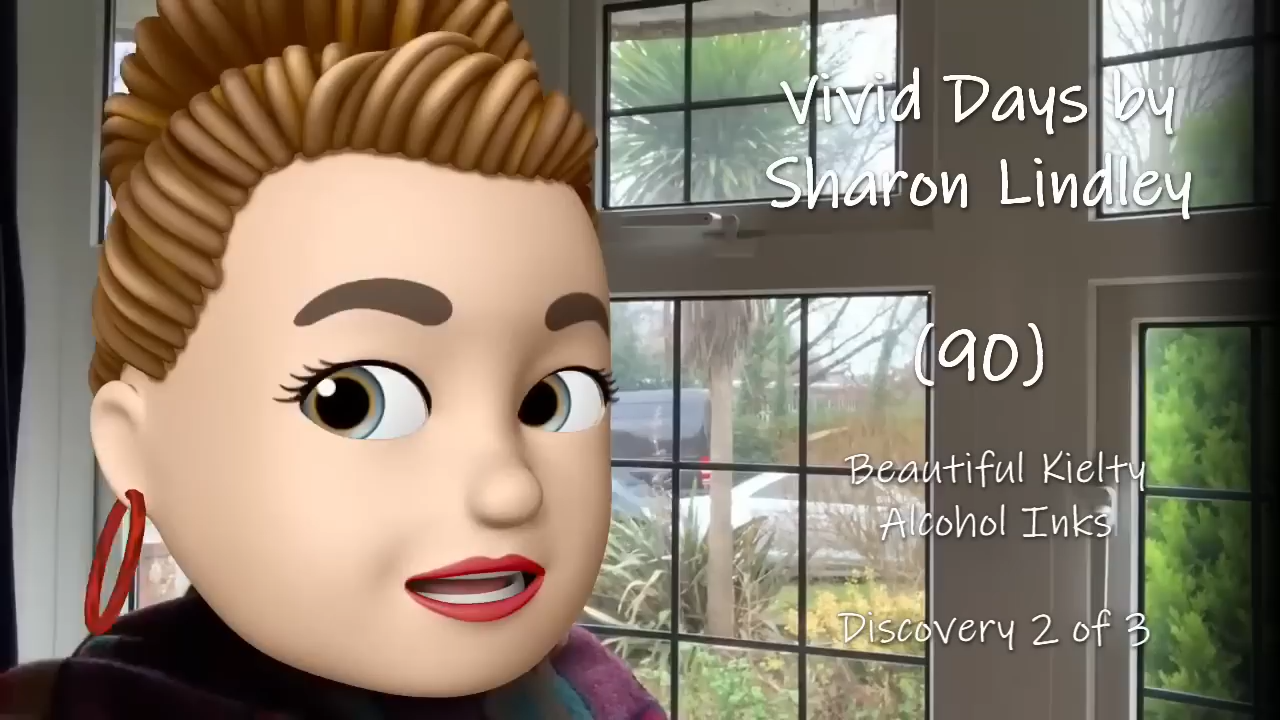 Vivid Days by
Sharon Lindley
(90)
Beautiful Kielty
Alcohol Inks
Discovery 2 of 3